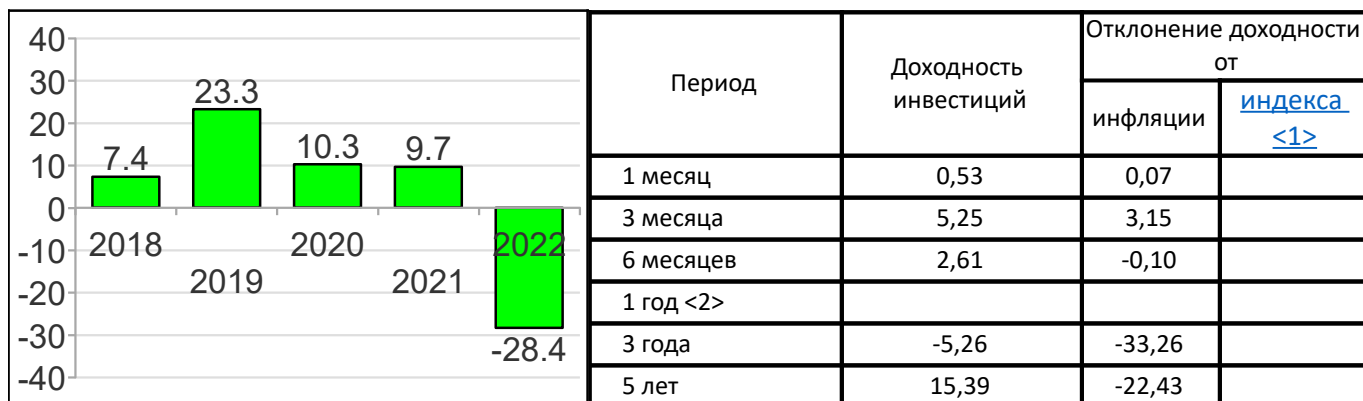 40
30
20
10
0
-10
-20
-30
-40
7.4
23.3
10.3
9.7
-28.4
2018
2019
2020
2021
2022
Период
Доходность
инвестиций
Отклонение доходности
от
инфляции
индекса
<1>
1 месяц 0,53 0,07
3 месяца 5,25 3,15
6 месяцев 2,61 -0,10
1 год <2>
3 года -5,26 -33,26
5 лет 15,39 -22,43